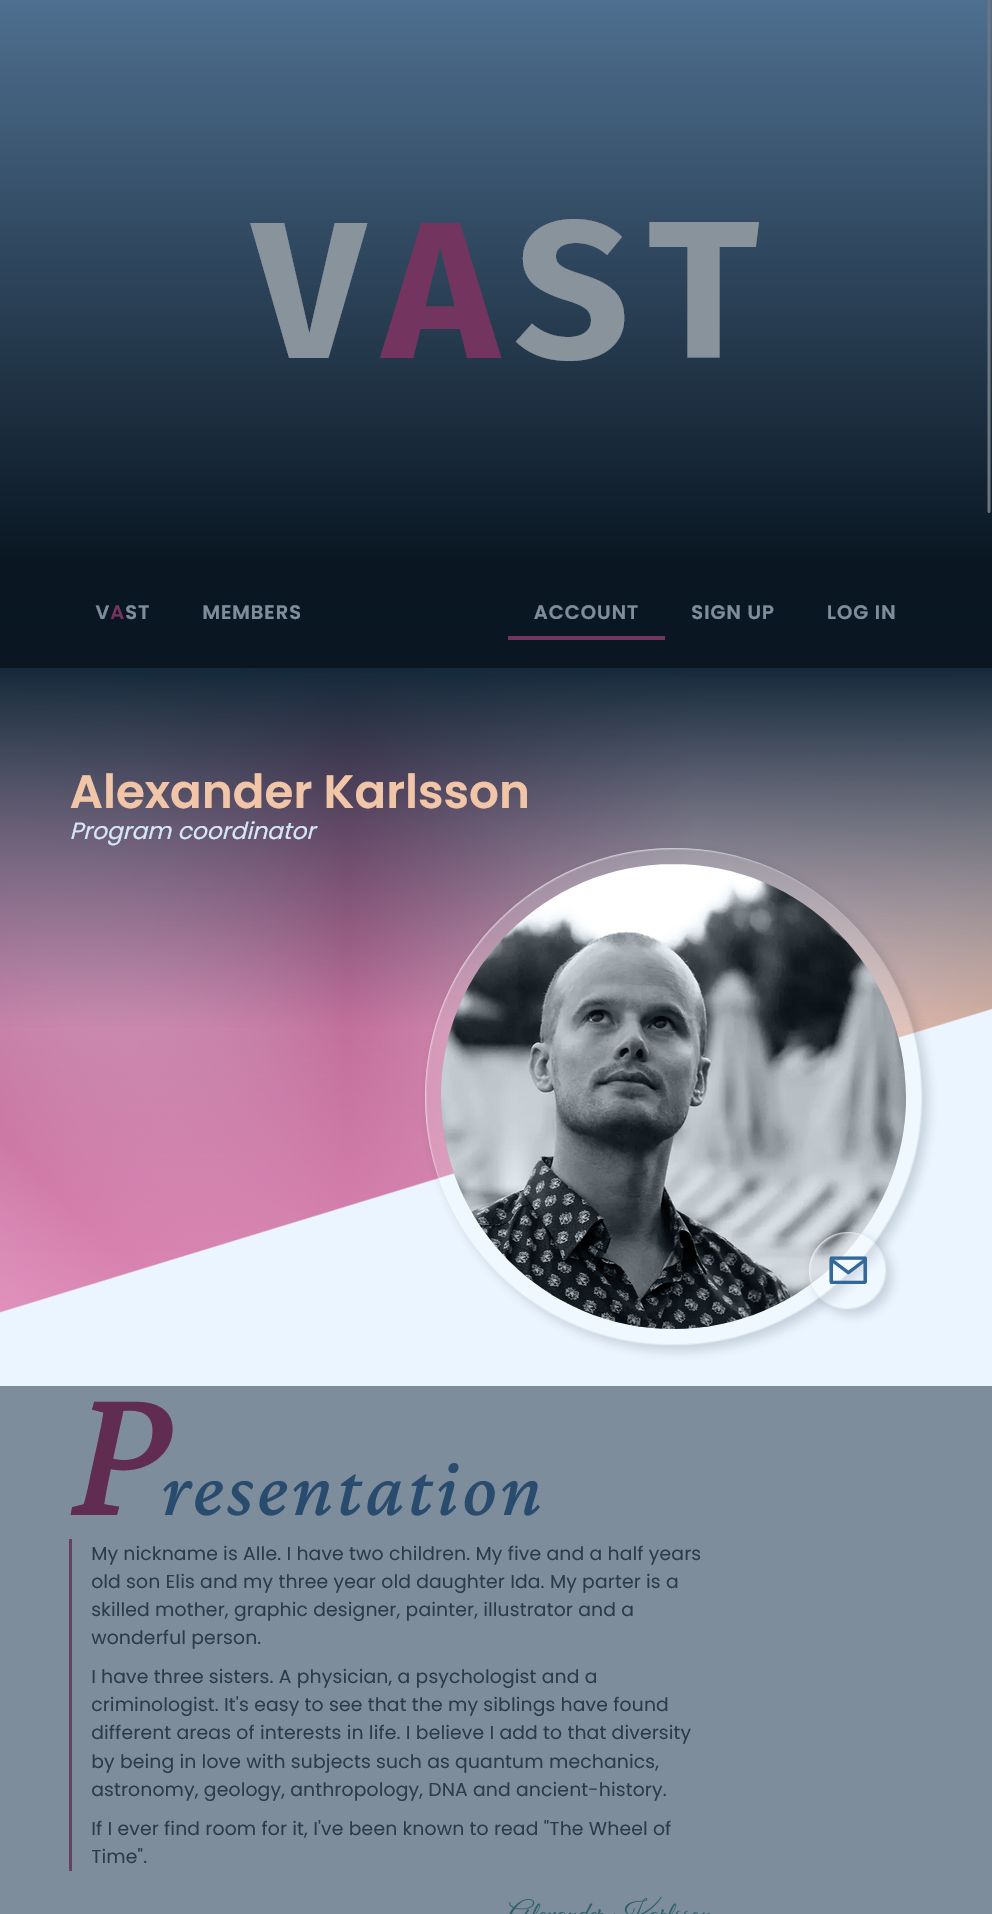 VAST
VAST MEMBERS ACCOUNT SIGN UP LOG IN
Alexander Karlsson
Program coordinator
Presentation
My nickname is Alle. I have two children. My five and a half years
old son Elis and my three year old daughter Ida. My parter is a
skilled mother, graphic designer, painter, illustrator and a
wonderful person.
I have three sisters. A physician, a psychologist and a
criminologist. It's easy to see that the my siblings have found
different areas of interests in life. I believe I add to that diversity
by being in love with subjects such as quantum mechanics,
astronomy, geology, anthropology, DNA and ancient-history.
If I ever find room for it, I've been known to read "The Wheel of
Time".
Alexander Karlsson